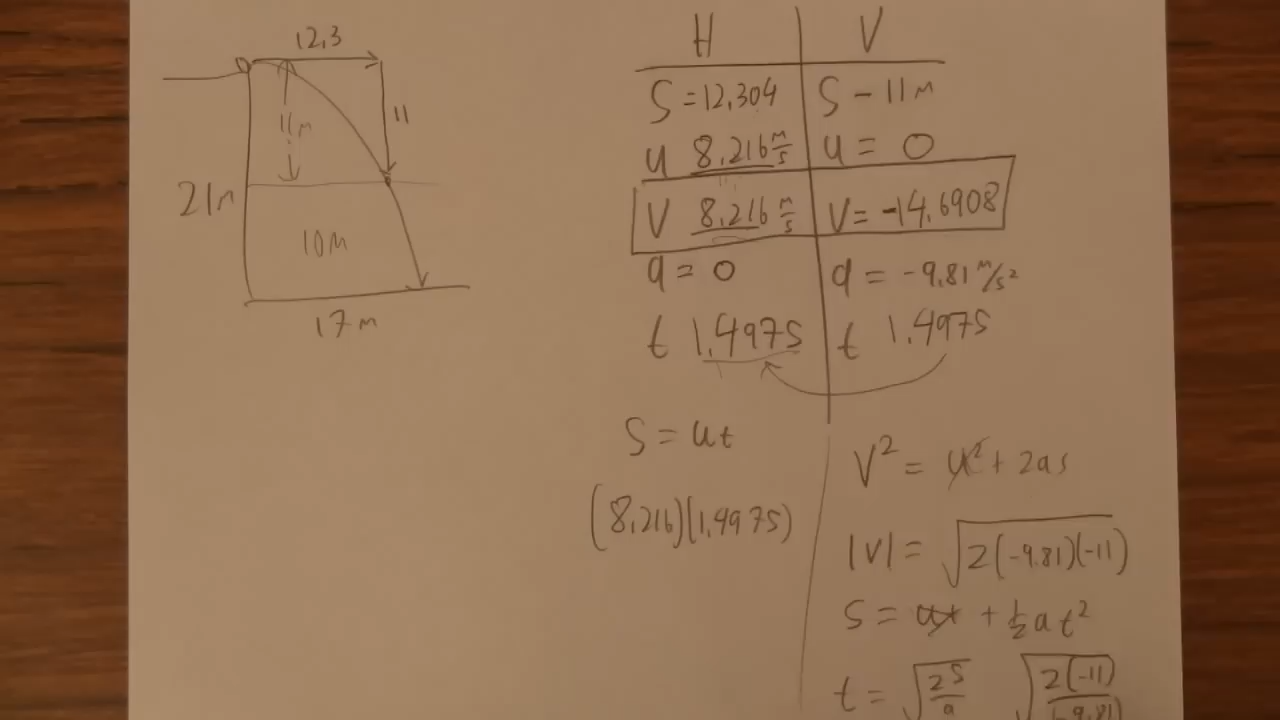 12,3
11m
11
21m
10m
17m
H V
S = 12,304 S - 11m
u 8.216 m/s u = 0
V 8.216 m/s V = -14.6908
a = 0 a = -9.81 m/s²
t 1.4975 t 1.4975
S = ut
(8.216)(1.4975)
V² = u² + 2as
|V| = √2(-9.81)(-11)
S = ut + ½at²
t = √2S/a √2(-11)/(-9.81)